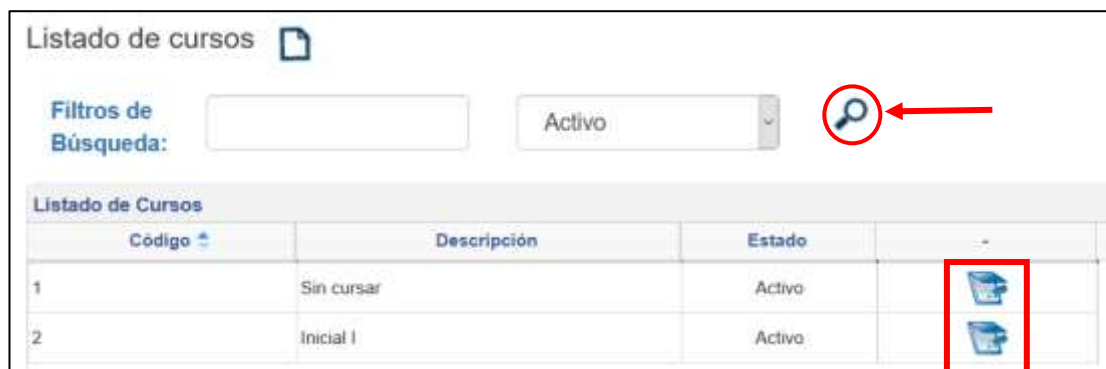 Listado de cursos
Filtros de
Búsqueda:
Activo
Listado de Cursos
Código Descripción Estado -
1 Sin cursar Activo
2 Inicial I Activo